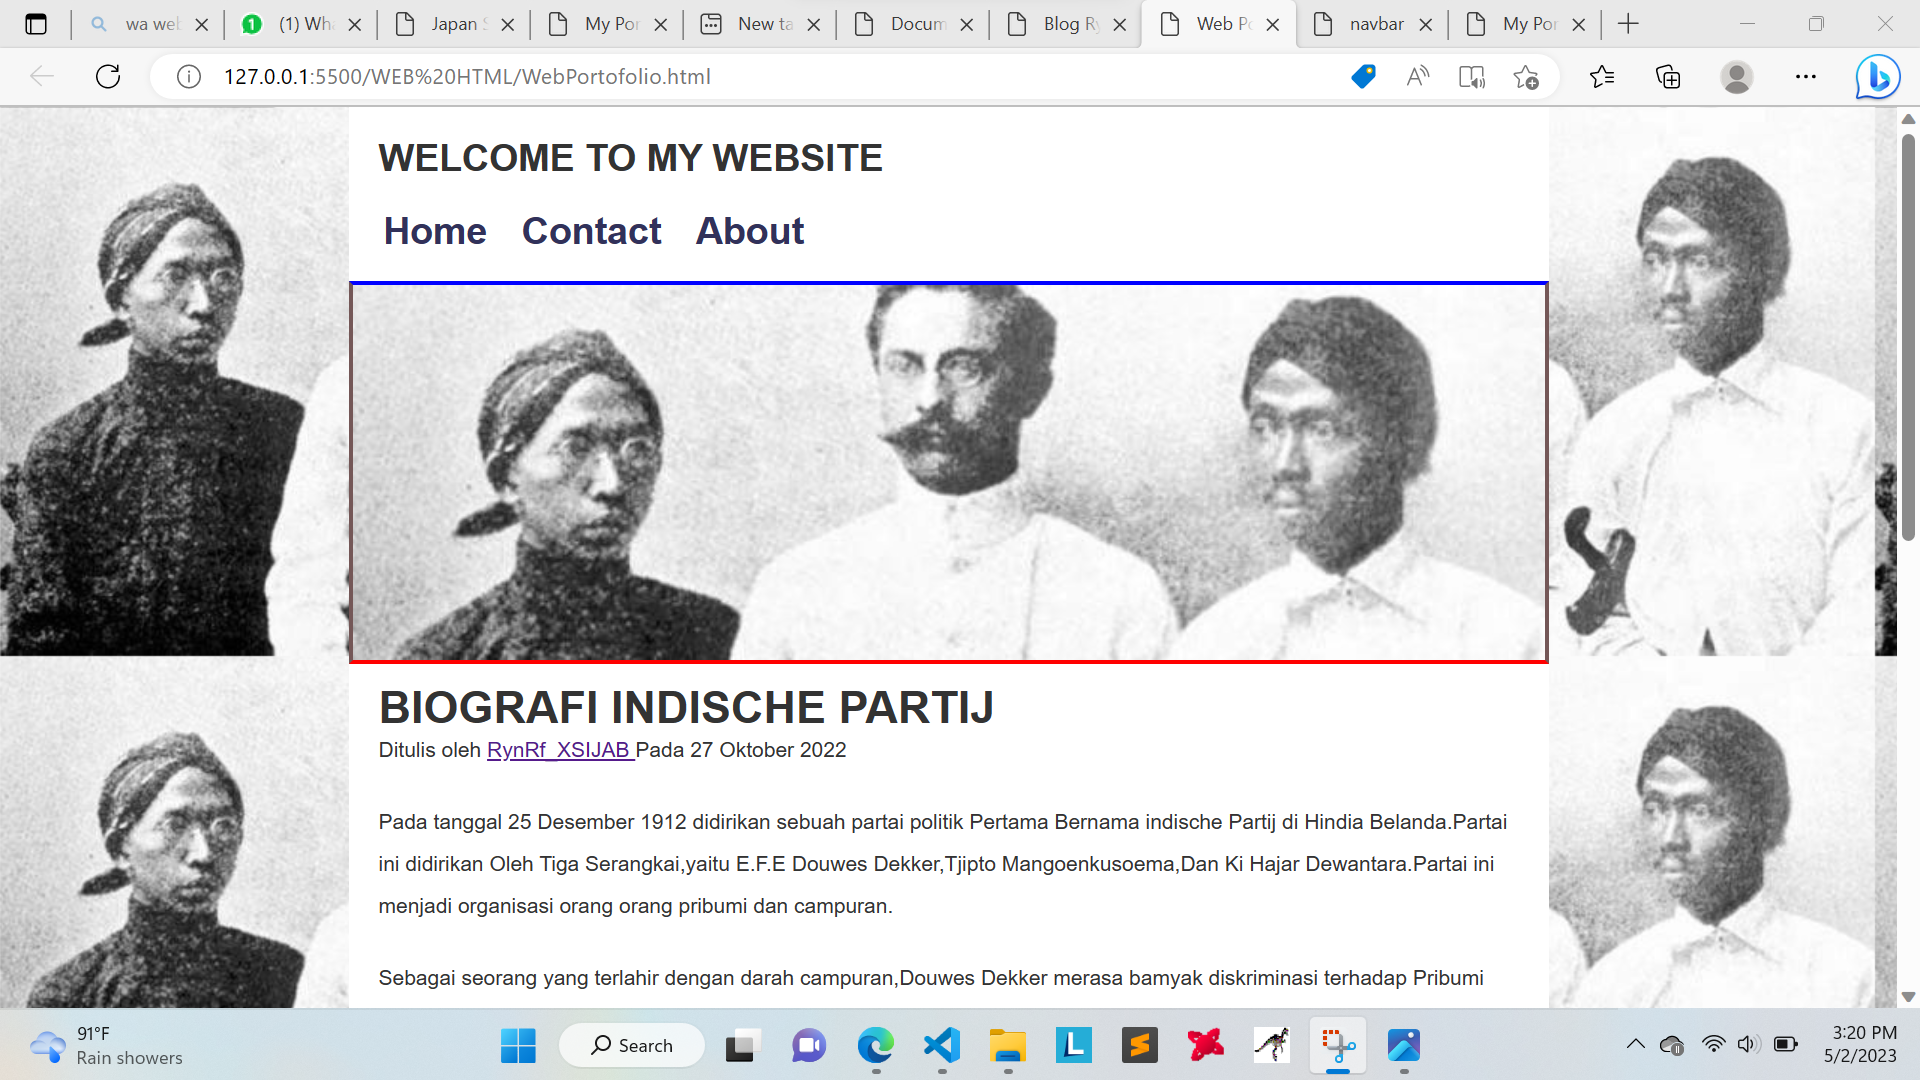 wa web
(1) Wha
Japan S
My Por
New ta
Docum
Blog Ry
Web Po
navbar
My Por
127.0.0.1:5500/WEB%20HTML/WebPortofolio.html
WELCOME TO MY WEBSITE
Home Contact About
BIOGRAFI INDISCHE PARTIJ
Ditulis oleh RynRf_XSIJAB Pada 27 Oktober 2022
Pada tanggal 25 Desember 1912 didirikan sebuah partai politik Pertama Bernama indische Partij di Hindia Belanda.Partai
ini didirikan Oleh Tiga Serangkai,yaitu E.F.E Douwes Dekker,Tjipto Mangoenkusoema,Dan Ki Hajar Dewantara.Partai ini
menjadi organisasi orang orang pribumi dan campuran.
Sebagai seorang yang terlahir dengan darah campuran,Douwes Dekker merasa bamyak diskriminasi terhadap Pribumi
91°F
Rain showers
Search
3:20 PM
5/2/2023